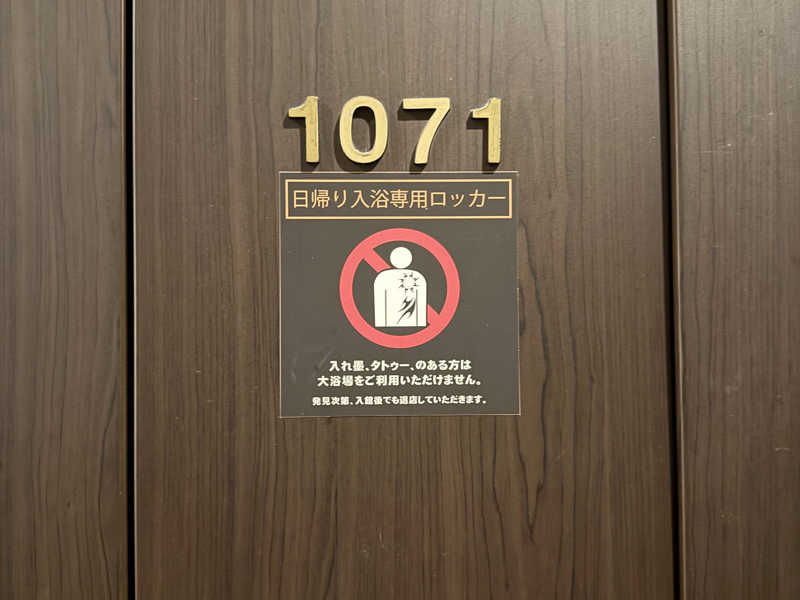 1071
日帰り入浴専用ロッカー
入れ墨、タトゥー、のある方は
大浴場をご利用いただけません。
発見次第、入館後でも退店していただきます。